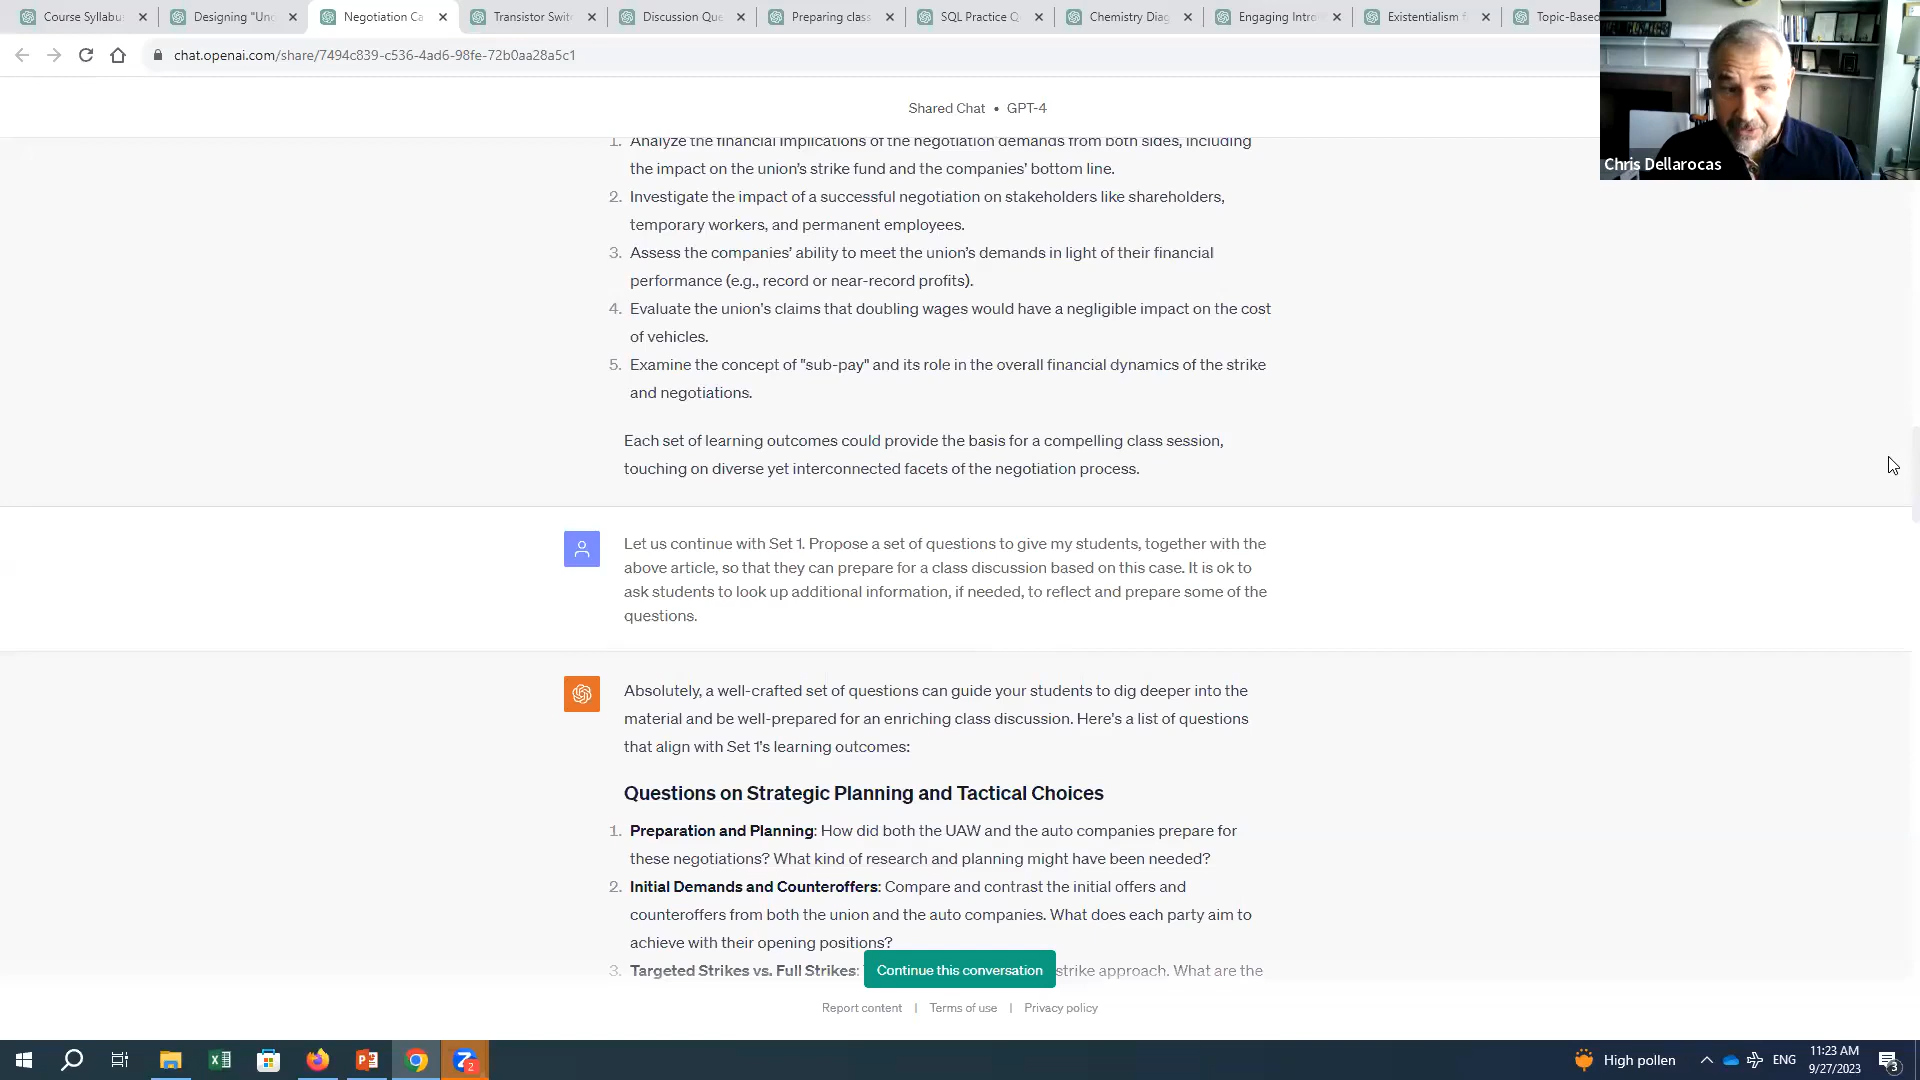 Course Syllabu
Designing "Unc
Negotiation Ca
Transistor Swit
Discussion Que
Preparing class
SQL Practice Q
Chemistry Diag
Engaging Intro
Existentialism f
Topic-Based
chat.openai.com/share/7494c839-c536-4ad6-98fe-72b0aa28a5c1
Shared Chat • GPT-4
Chris Dellarocas
1. Analyze the financial implications of the negotiation demands from both sides, including
the impact on the union's strike fund and the companies' bottom line.
2. Investigate the impact of a successful negotiation on stakeholders like shareholders,
temporary workers, and permanent employees.
3. Assess the companies' ability to meet the union's demands in light of their financial
performance (e.g., record or near-record profits).
4. Evaluate the union's claims that doubling wages would have a negligible impact on the cost
of vehicles.
5. Examine the concept of "sub-pay" and its role in the overall financial dynamics of the strike
and negotiations.
Each set of learning outcomes could provide the basis for a compelling class session,
touching on diverse yet interconnected facets of the negotiation process.
Let us continue with Set 1. Propose a set of questions to give my students, together with the
above article, so that they can prepare for a class discussion based on this case. It is ok to
ask students to look up additional information, if needed, to reflect and prepare some of the
questions.
Absolutely, a well-crafted set of questions can guide your students to dig deeper into the
material and be well-prepared for an enriching class discussion. Here's a list of questions
that align with Set 1's learning outcomes:
Questions on Strategic Planning and Tactical Choices
1. Preparation and Planning: How did both the UAW and the auto companies prepare for
these negotiations? What kind of research and planning might have been needed?
2. Initial Demands and Counteroffers: Compare and contrast the initial offers and
counteroffers from both the union and the auto companies. What does each party aim to
achieve with their opening positions?
3. Targeted Strikes vs. Full Strikes: strike approach. What are the
Continue this conversation
Report content | Terms of use | Privacy policy
High pollen
ENG
11:23 AM
9/27/2023
3
2